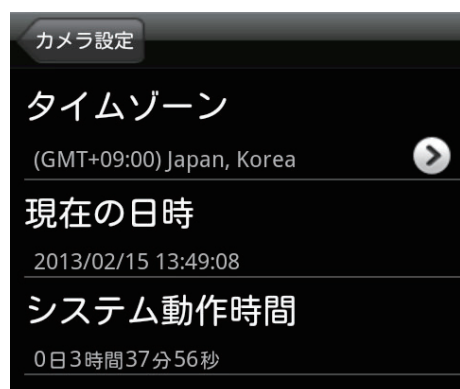 カメラ設定
タイムゾーン
(GMT+09:00) Japan, Korea
現在の日時
2013/02/15 13:49:08
システム動作時間
0日3時間37分56秒